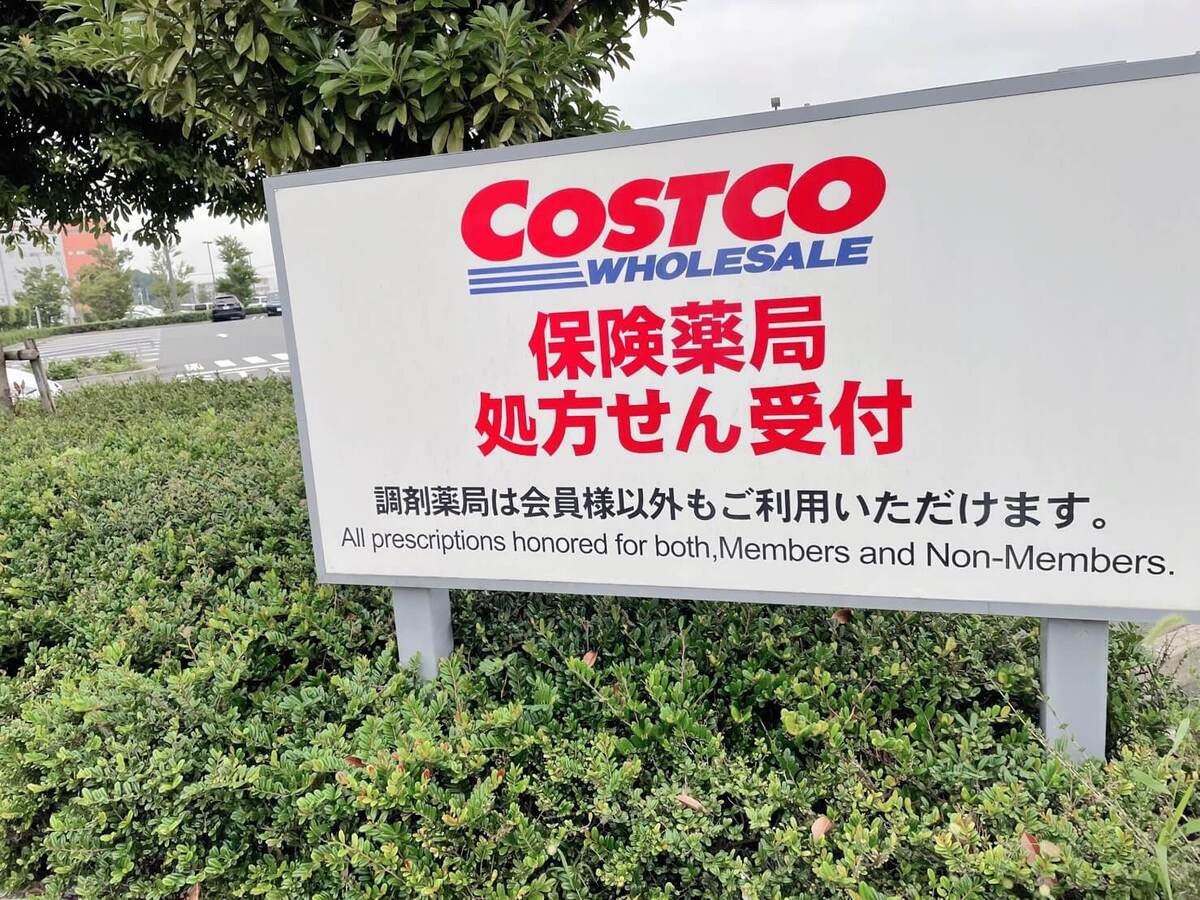 COSTCO
WHOLESALE
保険薬局
処方せん受付
調剤薬局は会員様以外もご利用いただけます。
All prescriptions honored for both,Members and Non-Members.